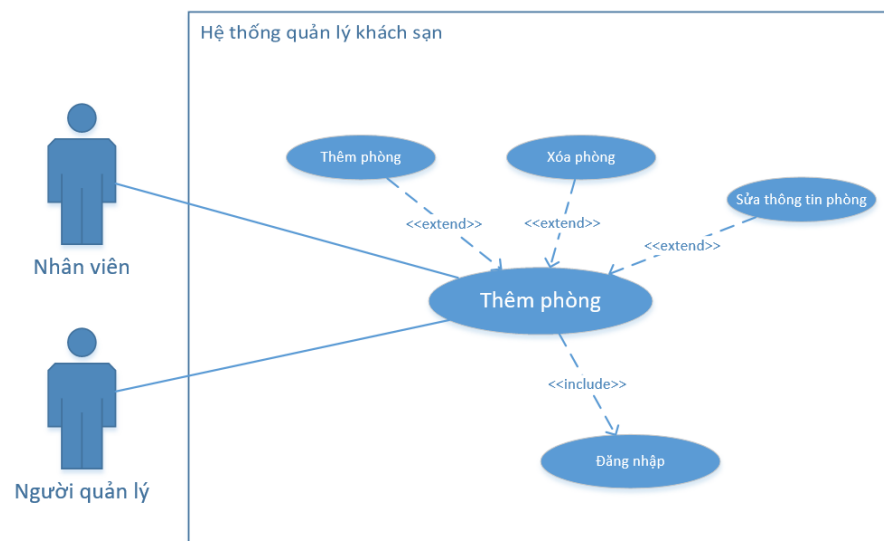 Hệ thống quản lý khách sạn
Thêm phòng
Xóa phòng
Sửa thông tin phòng
<<extend>>
<<extend>>
<<extend>>
Nhân viên
Thêm phòng
<<include>>
Đăng nhập
Người quản lý